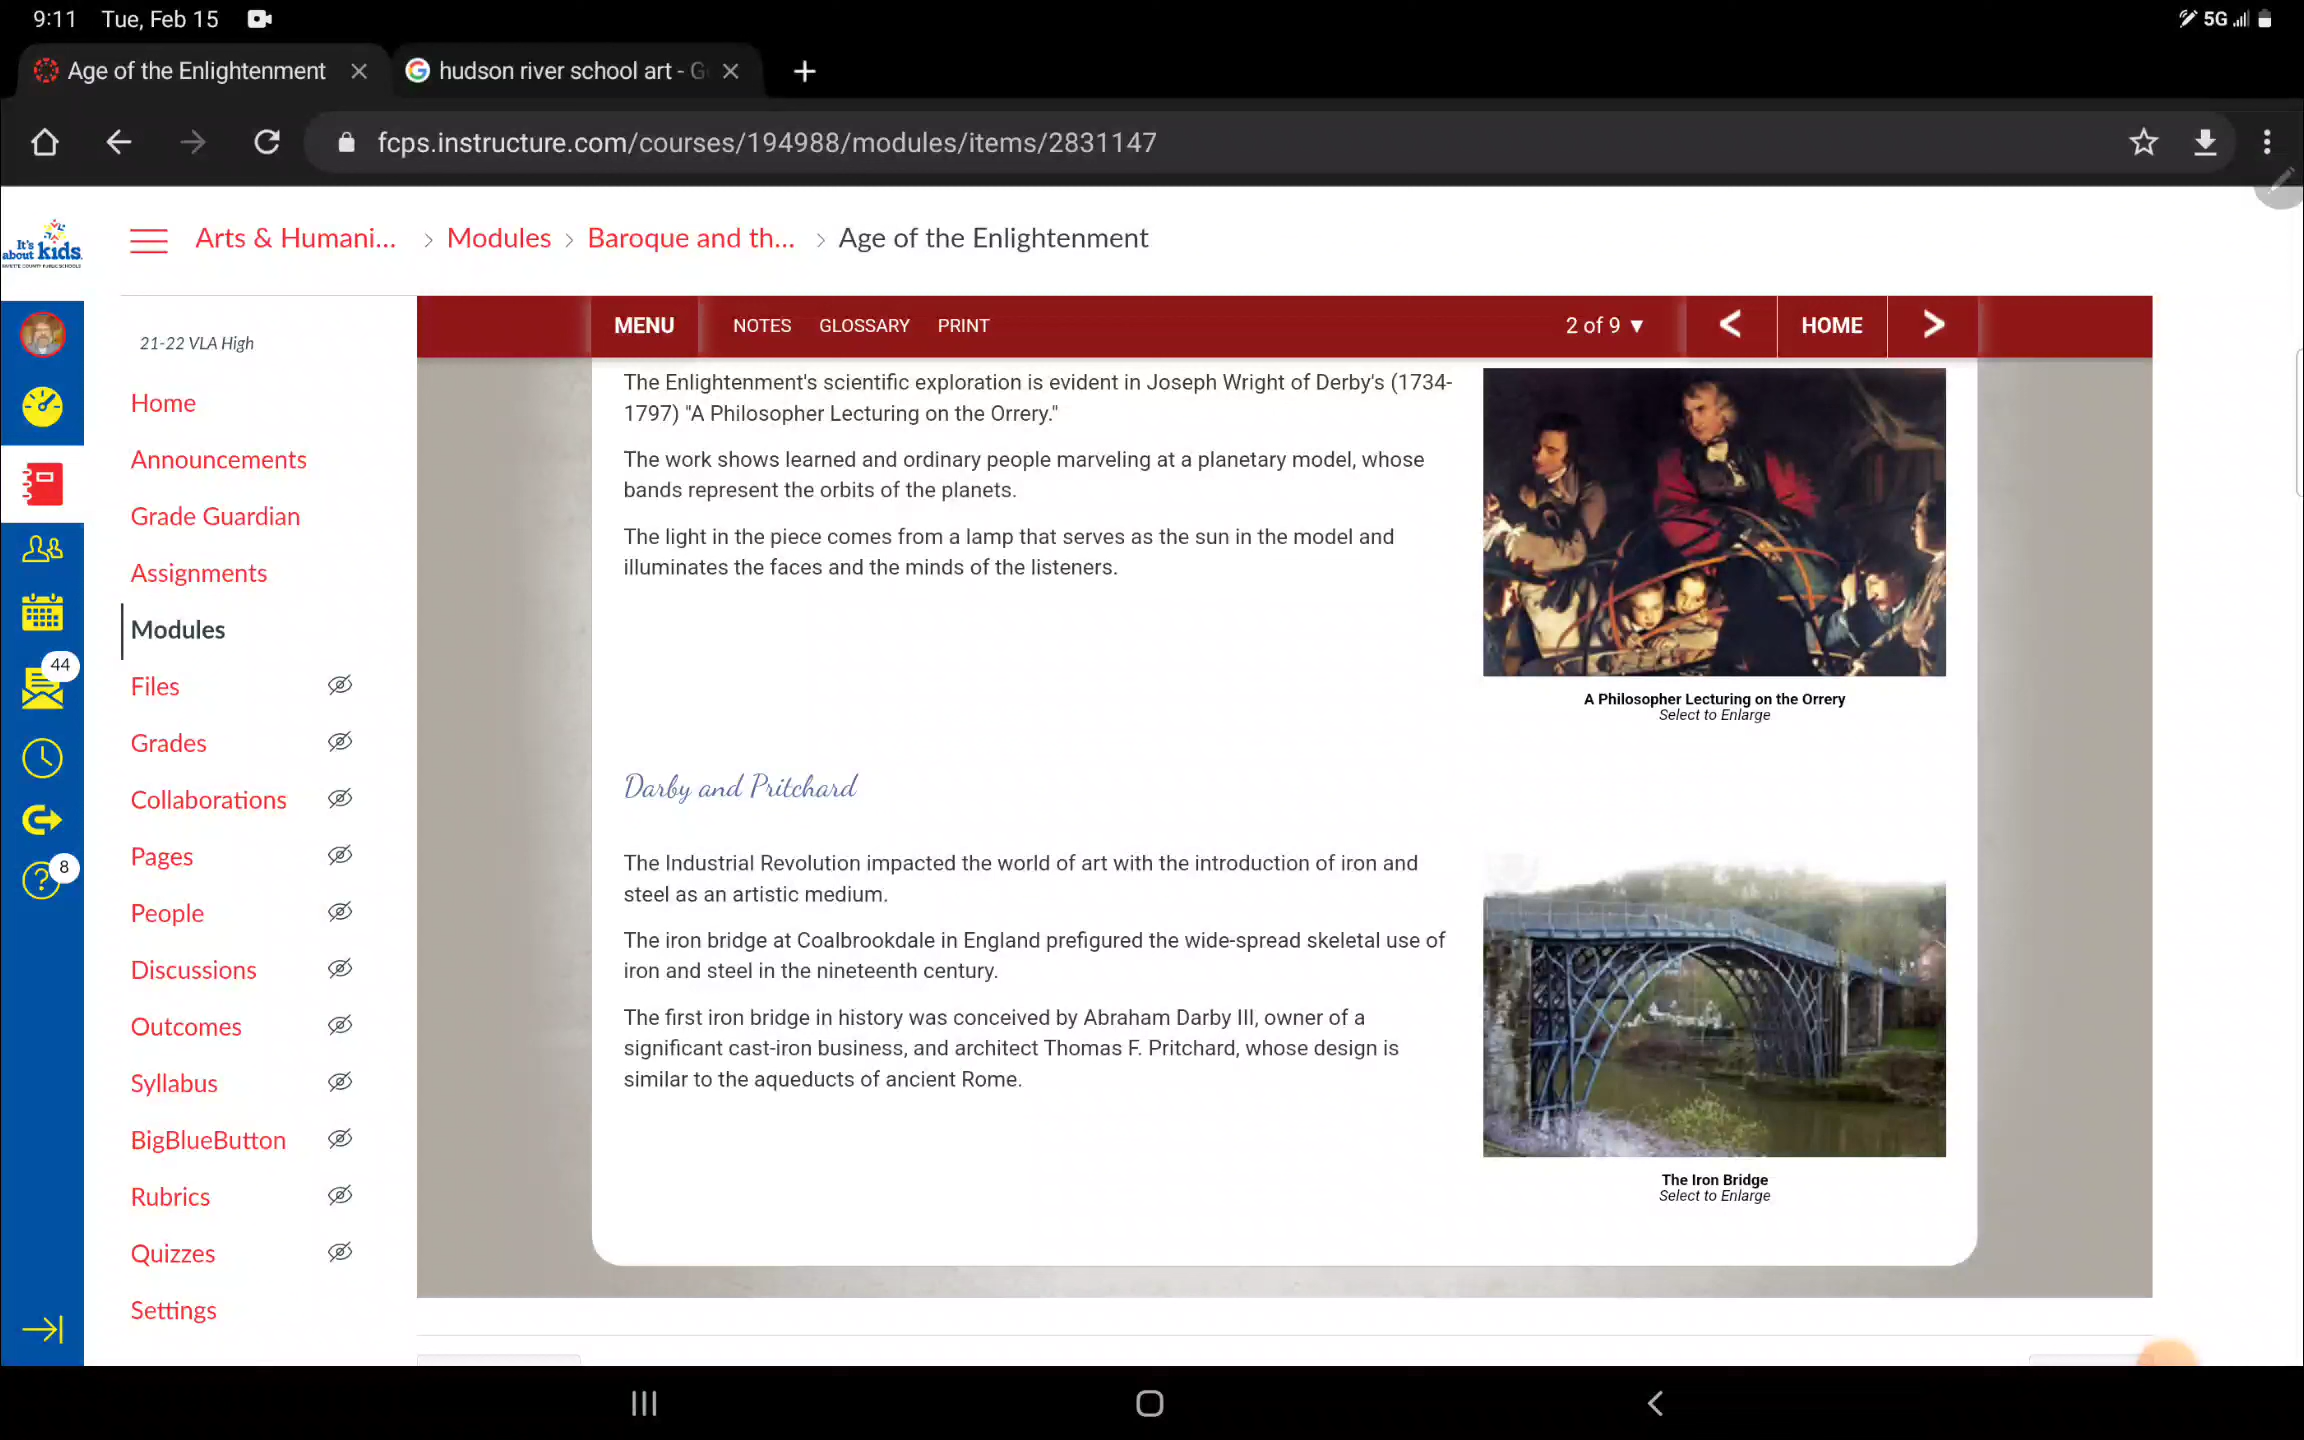 9:11 Tue, Feb 15
5G
Age of the Enlightenment
hudson river school art - G
fcps.instructure.com/courses/194988/modules/items/2831147
It's about kids
Arts & Humani... > Modules > Baroque and th... > Age of the Enlightenment
21-22 VLA High
Home
Announcements
Grade Guardian
Assignments
Modules
Files
Grades
Collaborations
Pages
People
Discussions
Outcomes
Syllabus
BigBlueButton
Rubrics
Quizzes
Settings
44
8
MENU NOTES GLOSSARY PRINT 2 of 9 ▼ < HOME >
The Enlightenment's scientific exploration is evident in Joseph Wright of Derby's (1734-
1797) "A Philosopher Lecturing on the Orrery."
The work shows learned and ordinary people marveling at a planetary model, whose
bands represent the orbits of the planets.
The light in the piece comes from a lamp that serves as the sun in the model and
illuminates the faces and the minds of the listeners.
A Philosopher Lecturing on the Orrery
Select to Enlarge
Darby and Pritchard
The Industrial Revolution impacted the world of art with the introduction of iron and
steel as an artistic medium.
The iron bridge at Coalbrookdale in England prefigured the wide-spread skeletal use of
iron and steel in the nineteenth century.
The first iron bridge in history was conceived by Abraham Darby III, owner of a
significant cast-iron business, and architect Thomas F. Pritchard, whose design is
similar to the aqueducts of ancient Rome.
The Iron Bridge
Select to Enlarge